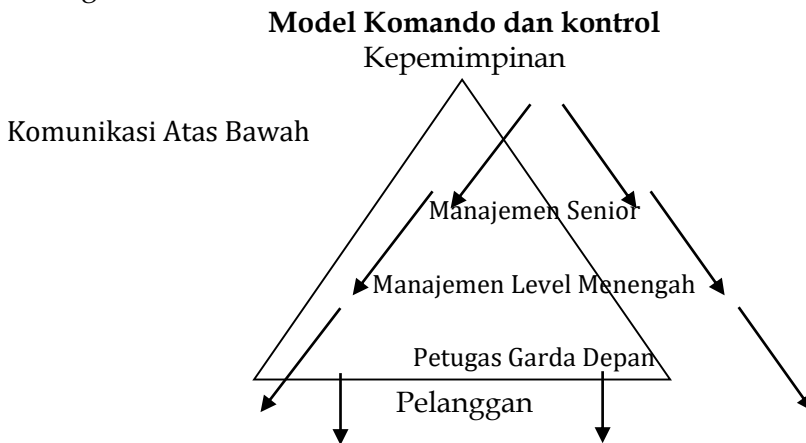 Model Komando dan kontrol
Kepemimpinan
Komunikasi Atas Bawah
Manajemen Senior
Manajemen Level Menengah
Petugas Garda Depan
Pelanggan